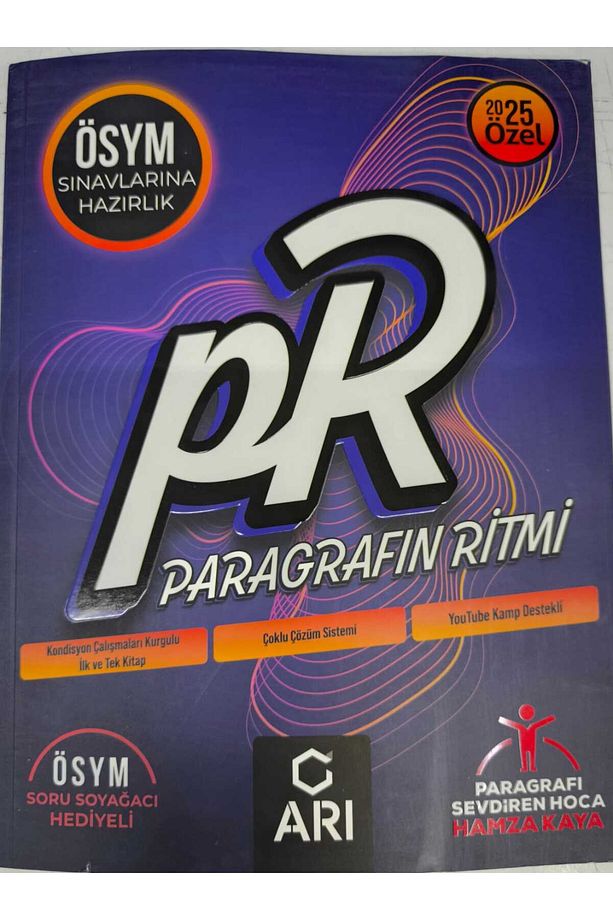 ÖSYM
SINAVLARINA
HAZIRLIK
2025
Özel
PR
PARAGRAFIN RİTMİ
Kondisyon Çalışmaları Kurgulu
İlk ve Tek Kitap
Çoklu Çözüm Sistemi
YouTube Kamp Destekli
ÖSYM
SORU SOYAĞACI
HEDİYELİ
ARI
PARAGRAFI
SEVDİREN HOCA
HAMZA KAYA